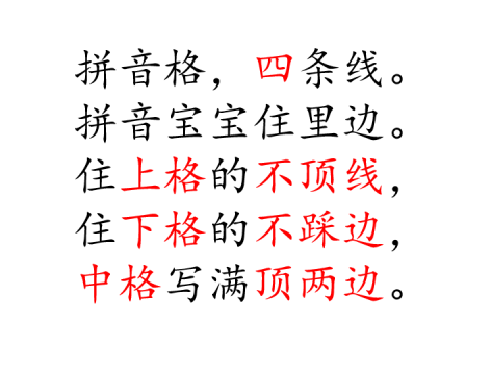 拼音格，四条线。
拼音宝宝住里边。
住上格的不顶线，
住下格的不踩边，
中格写满顶两边。